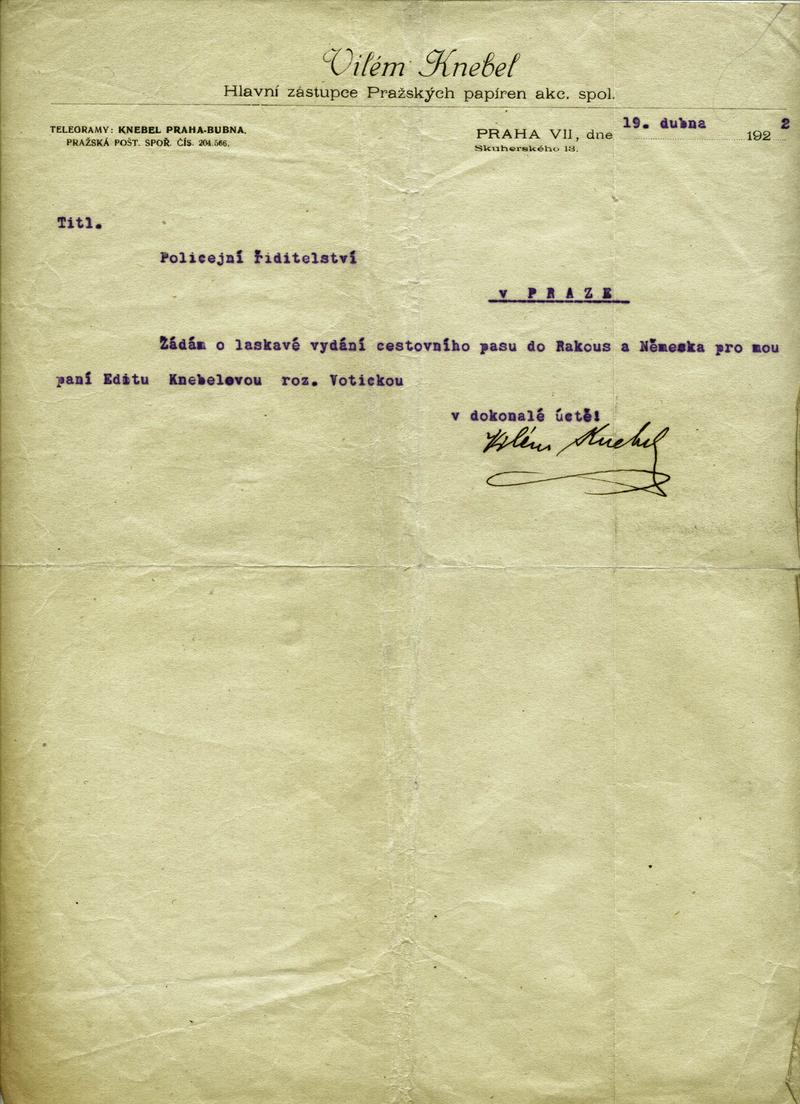 Vilém Knebel
Hlavní zástupce Pražských papíren akc. spol.
TELEGRAMY: KNEBEL PRAHA-BUBNA.
PRAŽSKÁ POŠT. SPOŘ. ČÍS. 204.566.
PRAHA VII, dne 19. dubna 1922
Skuherského 13.
Titl.
Policejní ředitelství
v PRAZE
Žádám o laskavé vydání cestovního pasu do Rakous a Německa pro mou
paní Editu Knebelovou roz. Votickou
v dokonalé úctě!
Vilém Knebel